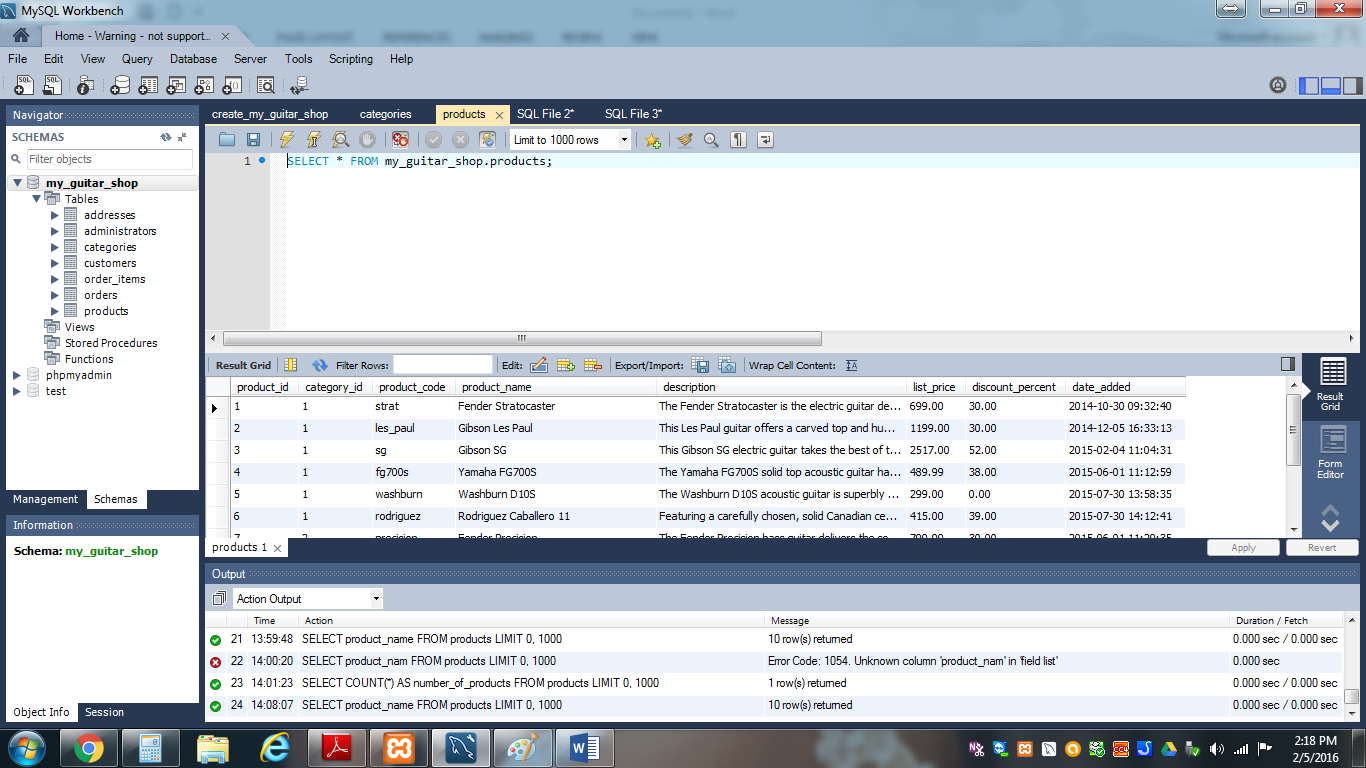 MySQL Workbench
Home - Warning - not support...
File Edit View Query Database Server Tools Scripting Help
Navigator
SCHEMAS
Filter objects
my_guitar_shop
Tables
addresses
administrators
categories
customers
order_items
orders
products
Views
Stored Procedures
Functions
phpmyadmin
test
Management Schemas
Information
Schema: my_guitar_shop
Object Info Session
create_my_guitar_shop categories products SQL File 2* SQL File 3*
Limit to 1000 rows
1 SELECT * FROM my_guitar_shop.products;
Result Grid Filter Rows: Edit: Export/Import: Wrap Cell Content:
product_id category_id product_code product_name description list_price discount_percent date_added
1 1 strat Fender Stratocaster The Fender Stratocaster is the electric guitar de... 699.00 30.00 2014-10-30 09:32:40
2 1 les_paul Gibson Les Paul This Les Paul guitar offers a carved top and hu... 1199.00 30.00 2014-12-05 16:33:13
3 1 sg Gibson SG This Gibson SG electric guitar takes the best of t... 2517.00 52.00 2015-02-04 11:04:31
4 1 fg700s Yamaha FG700S The Yamaha FG700S solid top acoustic guitar ha... 489.99 38.00 2015-06-01 11:12:59
5 1 washburn Washburn D10S The Washburn D10S acoustic guitar is superbly ... 299.00 0.00 2015-07-30 13:58:35
6 1 rodriguez Rodriguez Caballero 11 Featuring a carefully chosen, solid Canadian ce... 415.00 39.00 2015-07-30 14:12:41
Result Grid
Form Editor
products 1
Apply Revert
Output
Action Output
Time Action Message Duration / Fetch
21 13:59:48 SELECT product_name FROM products LIMIT 0, 1000 10 row(s) returned 0.000 sec / 0.000 sec
22 14:00:20 SELECT product_nam FROM products LIMIT 0, 1000 Error Code: 1054. Unknown column 'product_nam' in 'field list' 0.000 sec
23 14:01:23 SELECT COUNT(*) AS number_of_products FROM products LIMIT 0, 1000 1 row(s) returned 0.000 sec / 0.000 sec
24 14:08:07 SELECT product_name FROM products LIMIT 0, 1000 10 row(s) returned 0.000 sec / 0.000 sec
2:18 PM
2/5/2016